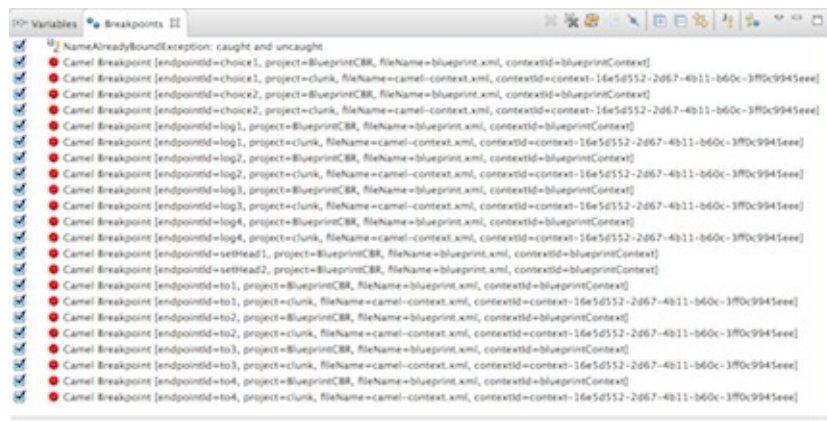 Variables Breakpoints
NameAlreadyBoundException: caught and uncaught
Camel Breakpoint [endpointId=choice1, project=BlueprintCBR, fileName=blueprint.xml, contextId=blueprintContext]
Camel Breakpoint [endpointId=choice1, project=clunk, fileName=camel-context.xml, contextId=context-16e5d552-2d67-4b11-b60c-3ff0c9945eee]
Camel Breakpoint [endpointId=choice2, project=BlueprintCBR, fileName=blueprint.xml, contextId=blueprintContext]
Camel Breakpoint [endpointId=choice2, project=clunk, fileName=camel-context.xml, contextId=context-16e5d552-2d67-4b11-b60c-3ff0c9945eee]
Camel Breakpoint [endpointId=log1, project=BlueprintCBR, fileName=blueprint.xml, contextId=blueprintContext]
Camel Breakpoint [endpointId=log1, project=clunk, fileName=camel-context.xml, contextId=context-16e5d552-2d67-4b11-b60c-3ff0c9945eee]
Camel Breakpoint [endpointId=log2, project=BlueprintCBR, fileName=blueprint.xml, contextId=blueprintContext]
Camel Breakpoint [endpointId=log2, project=clunk, fileName=camel-context.xml, contextId=context-16e5d552-2d67-4b11-b60c-3ff0c9945eee]
Camel Breakpoint [endpointId=log3, project=BlueprintCBR, fileName=blueprint.xml, contextId=blueprintContext]
Camel Breakpoint [endpointId=log3, project=clunk, fileName=camel-context.xml, contextId=context-16e5d552-2d67-4b11-b60c-3ff0c9945eee]
Camel Breakpoint [endpointId=log4, project=BlueprintCBR, fileName=blueprint.xml, contextId=blueprintContext]
Camel Breakpoint [endpointId=log4, project=clunk, fileName=camel-context.xml, contextId=context-16e5d552-2d67-4b11-b60c-3ff0c9945eee]
Camel Breakpoint [endpointId=setHead1, project=BlueprintCBR, fileName=blueprint.xml, contextId=blueprintContext]
Camel Breakpoint [endpointId=setHead2, project=BlueprintCBR, fileName=blueprint.xml, contextId=blueprintContext]
Camel Breakpoint [endpointId=to1, project=BlueprintCBR, fileName=blueprint.xml, contextId=blueprintContext]
Camel Breakpoint [endpointId=to1, project=clunk, fileName=camel-context.xml, contextId=context-16e5d552-2d67-4b11-b60c-3ff0c9945eee]
Camel Breakpoint [endpointId=to2, project=BlueprintCBR, fileName=blueprint.xml, contextId=blueprintContext]
Camel Breakpoint [endpointId=to2, project=clunk, fileName=camel-context.xml, contextId=context-16e5d552-2d67-4b11-b60c-3ff0c9945eee]
Camel Breakpoint [endpointId=to3, project=BlueprintCBR, fileName=blueprint.xml, contextId=blueprintContext]
Camel Breakpoint [endpointId=to3, project=clunk, fileName=camel-context.xml, contextId=context-16e5d552-2d67-4b11-b60c-3ff0c9945eee]
Camel Breakpoint [endpointId=to4, project=BlueprintCBR, fileName=blueprint.xml, contextId=blueprintContext]
Camel Breakpoint [endpointId=to4, project=clunk, fileName=camel-context.xml, contextId=context-16e5d552-2d67-4b11-b60c-3ff0c9945eee]